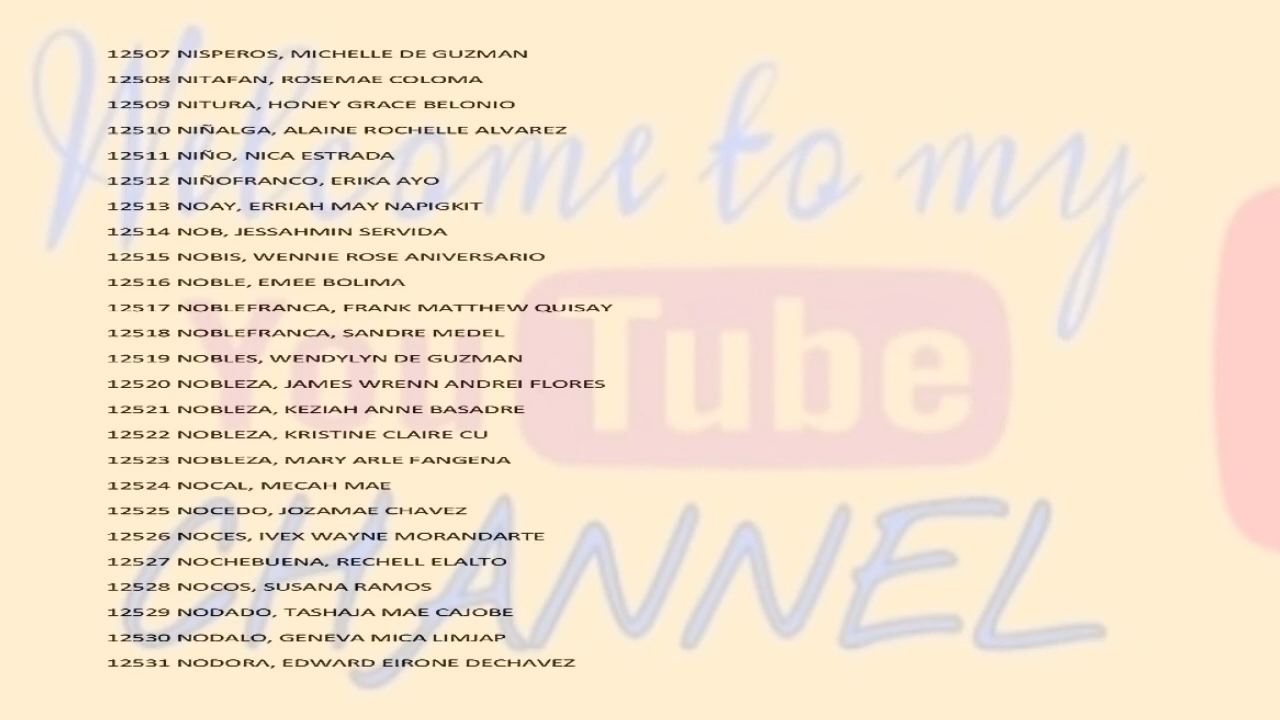 12507 NISPEROS, MICHELLE DE GUZMAN
12508 NITAFAN, ROSEMAE COLOMA
12509 NITURA, HONEY GRACE BELONIO
12510 NIÑALGA, ALAINE ROCHELLE ALVAREZ
12511 NIÑO, NICA ESTRADA
12512 NIÑOFRANCO, ERIKA AYO
12513 NOAY, ERRIAH MAY NAPIGKIT
12514 NOB, JESSAHMIN SERVIDA
12515 NOBIS, WENNIE ROSE ANIVERSARIO
12516 NOBLE, EMEE BOLIMA
12517 NOBLEFRANCA, FRANK MATTHEW QUISAY
12518 NOBLEFRANCA, SANDRE MEDEL
12519 NOBLES, WENDYLYN DE GUZMAN
12520 NOBLEZA, JAMES WRENN ANDREI FLORES
12521 NOBLEZA, KEZIAH ANNE BASADRE
12522 NOBLEZA, KRISTINE CLAIRE CU
12523 NOBLEZA, MARY ARLE FANGENA
12524 NOCAL, MECAH MAE
12525 NOCEDO, JOZAMAE CHAVEZ
12526 NOCES, IVEX WAYNE MORANDARTE
12527 NOCHEBUENA, RECHELL ELALTO
12528 NOCOS, SUSANA RAMOS
12529 NODADO, TASHAJA MAE CAJOBE
12530 NODALO, GENEVA MICA LIMJAP
12531 NODORA, EDWARD EIRONE DECHAVEZ
Welcome to my
YouTube
CHANNEL